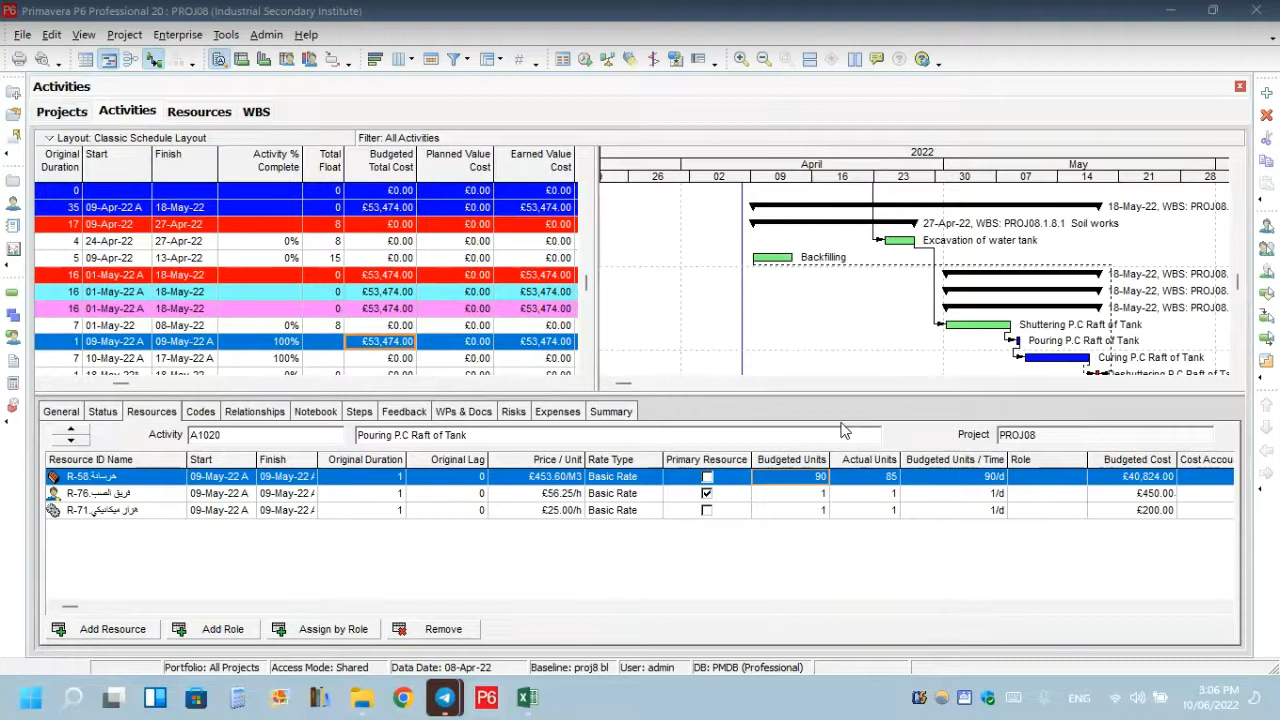 Primavera P6 Professional 20 : PROJ08 (Industrial Secondary Institute)
File Edit View Project Enterprise Tools Admin Help
Activities
Projects Activities Resources WBS
Layout: Classic Schedule Layout Filter: All Activities
Original Duration Start Finish Activity % Complete Total Float Budgeted Total Cost Planned Value Cost Earned Value Cost
2022
April May
26 02 09 16 23 30 07 14 21 28
0 0 £0.00 £0.00 £0.00
35 09-Apr-22 A 18-May-22 0 £53,474.00 £0.00 £53,474.00 18-May-22, WBS: PROJ08.
17 09-Apr-22 27-Apr-22 8 £0.00 £0.00 £0.00 27-Apr-22, WBS: PROJ08.1.8.1 Soil works
4 24-Apr-22 27-Apr-22 0% 8 £0.00 £0.00 £0.00 Excavation of water tank
5 09-Apr-22 13-Apr-22 0% 15 £0.00 £0.00 £0.00 Backfilling
16 01-May-22 A 18-May-22 0 £53,474.00 £0.00 £53,474.00 18-May-22, WBS: PROJ08.
16 01-May-22 A 18-May-22 0 £53,474.00 £0.00 £53,474.00 18-May-22, WBS: PROJ08.
16 01-May-22 A 18-May-22 0 £53,474.00 £0.00 £53,474.00 18-May-22, WBS: PROJ08.
7 01-May-22 08-May-22 0% 8 £0.00 £0.00 £0.00 Shuttering P.C Raft of Tank
1 09-May-22 A 09-May-22 A 100% £53,474.00 £0.00 £53,474.00 Pouring P.C Raft of Tank
7 10-May-22 A 17-May-22 A 100% £0.00 £0.00 £0.00 Curing P.C Raft of Tank
Deshuttering P.C Raft of Ta
General Status Resources Codes Relationships Notebook Steps Feedback WPs & Docs Risks Expenses Summary
Activity A1020 Pouring P.C Raft of Tank Project PROJ08
Resource ID Name Start Finish Original Duration Original Lag Price / Unit Rate Type Primary Resource Budgeted Units Actual Units Budgeted Units / Time Role Budgeted Cost Cost Accou
R-58.خرسانة 09-May-22 A 09-May-22 A 1 0 £453.60/M3 Basic Rate 90 85 90/d £40,824.00
R-76.فريق الصب 09-May-22 A 09-May-22 A 1 0 £56.25/h Basic Rate 1 1 1/d £450.00
R-71.هزاز ميكانيكي 09-May-22 A 09-May-22 A 1 0 £25.00/h Basic Rate 1 1 1/d £200.00
Add Resource Add Role Assign by Role Remove
Portfolio: All Projects Access Mode: Shared Data Date: 08-Apr-22 Baseline: proj8 bl User: admin DB: PMDB (Professional)
P6 ENG 3:06 PM
10/06/2022